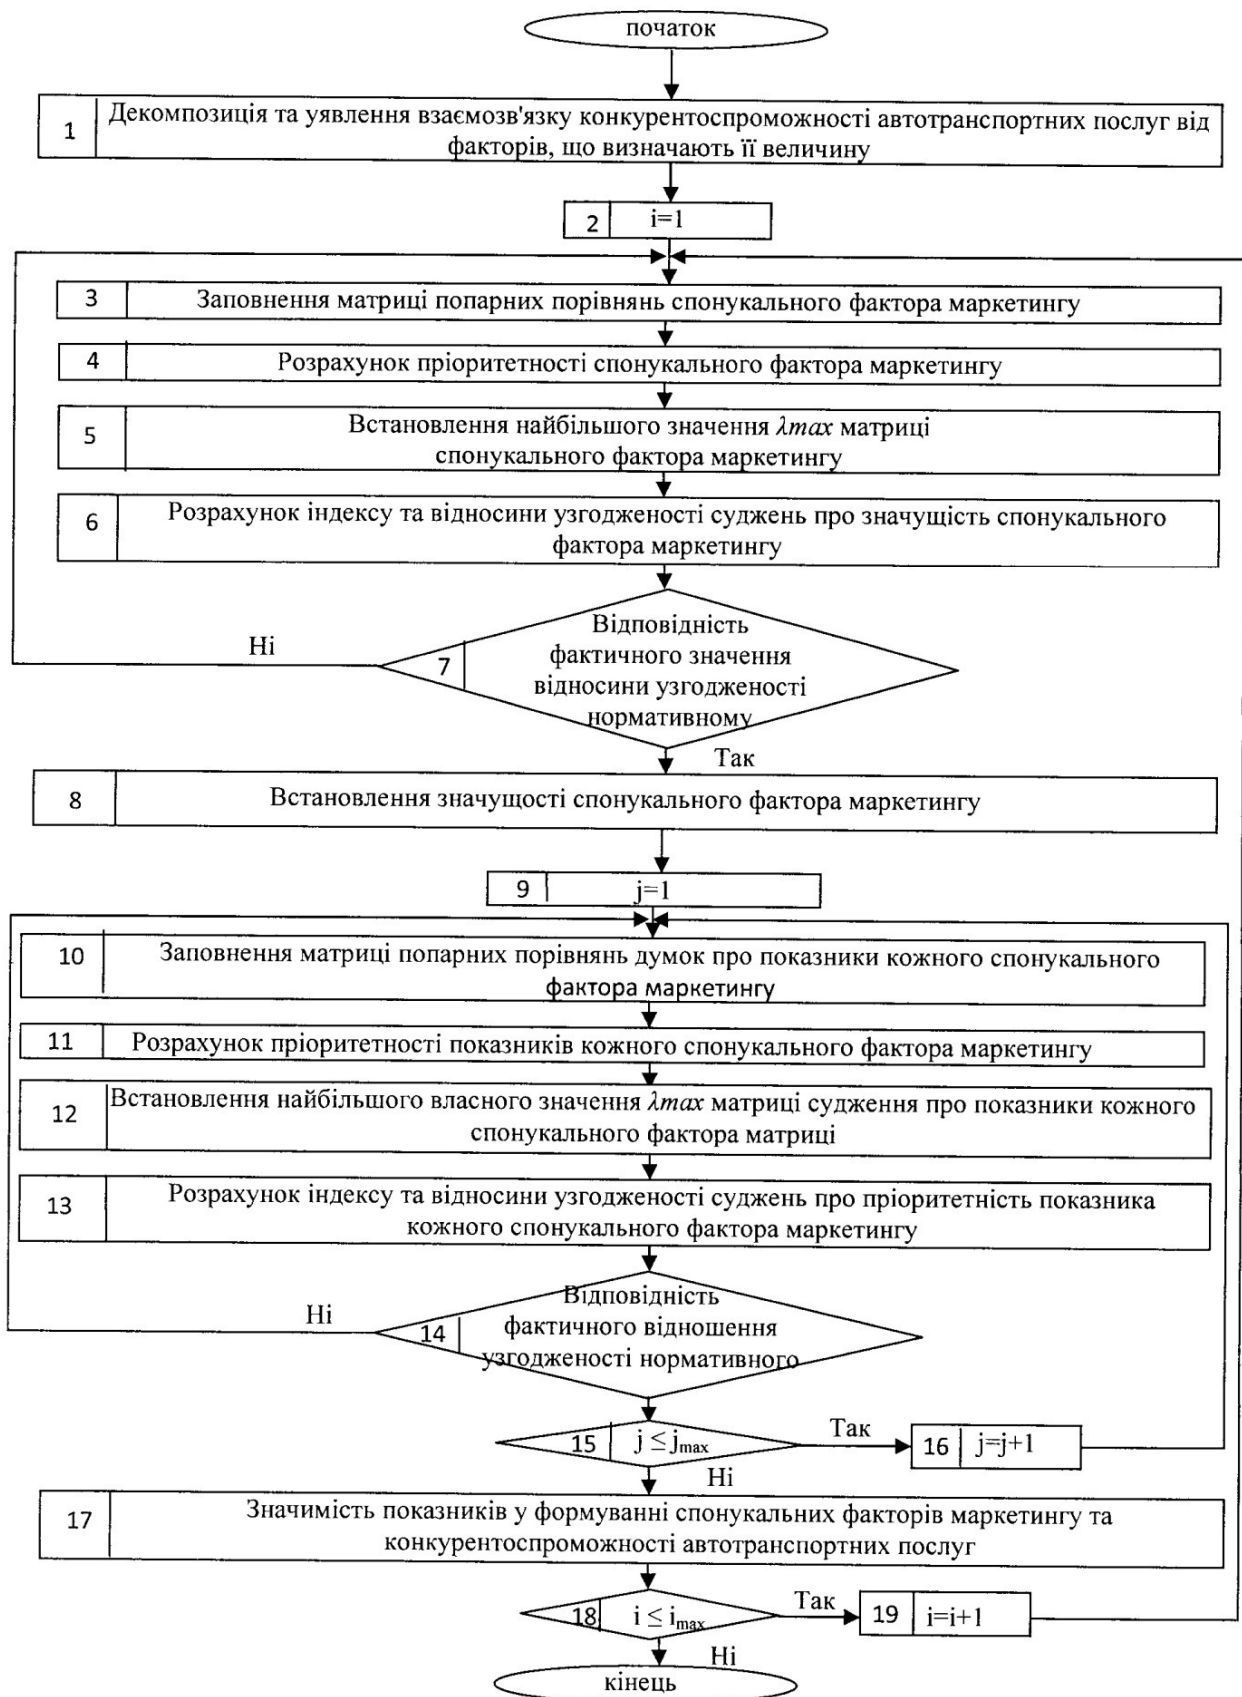 початок
1 Декомпозиція та уявлення взаємозв'язку конкурентоспроможності автотранспортних послуг від
факторів, що визначають її величину
2 i=1
3 Заповнення матриці попарних порівнянь спонукального фактора маркетингу
4 Розрахунок пріоритетності спонукального фактора маркетингу
5 Встановлення найбільшого значення λmax матриці
спонукального фактора маркетингу
6 Розрахунок індексу та відносини узгодженості суджень про значущість спонукального
фактора маркетингу
Ні
7 Відповідність
фактичного значення
відносини узгодженості
нормативному
Так
8 Встановлення значущості спонукального фактора маркетингу
9 j=1
10 Заповнення матриці попарних порівнянь думок про показники кожного спонукального
фактора маркетингу
11 Розрахунок пріоритетності показників кожного спонукального фактора маркетингу
12 Встановлення найбільшого власного значення λmax матриці судження про показники кожного
спонукального фактора матриці
13 Розрахунок індексу та відносини узгодженості суджень про пріоритетність показника
кожного спонукального фактора маркетингу
Ні
14 Відповідність
фактичного відношення
узгодженості нормативного
15 j ≤ jmax
Так
16 j=j+1
Ні
17 Значимість показників у формуванні спонукальних факторів маркетингу та
конкурентоспроможності автотранспортних послуг
18 i ≤ imax
Так
19 i=i+1
Ні
кінець